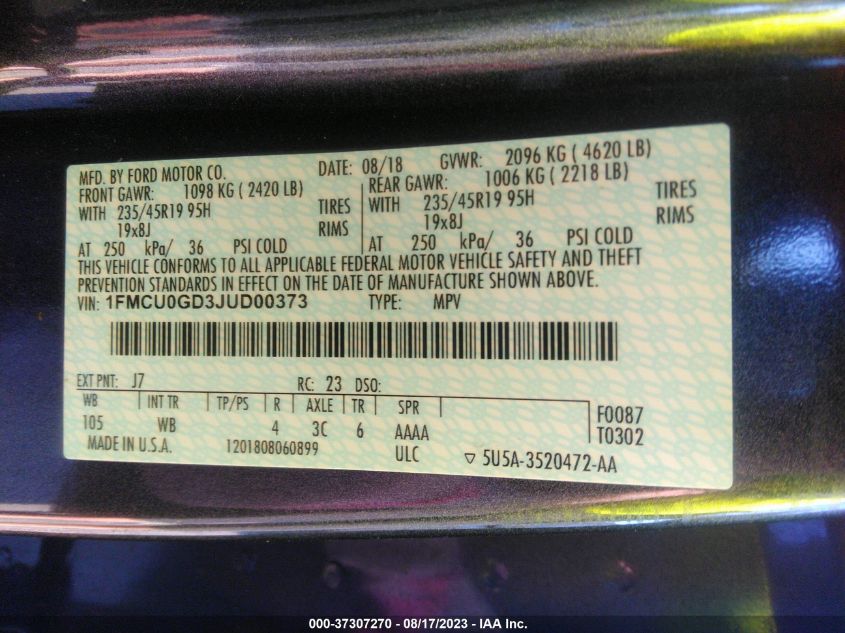 MFD. BY FORD MOTOR CO. DATE: 08/18 GVWR: 2096 KG ( 4620 LB)
FRONT GAWR: 1098 KG ( 2420 LB) REAR GAWR: 1006 KG ( 2218 LB)
WITH 235/45R19 95H TIRES WITH 235/45R19 95H TIRES
19x8J RIMS 19x8J RIMS
AT 250 kPa/ 36 PSI COLD AT 250 kPa/ 36 PSI COLD
THIS VEHICLE CONFORMS TO ALL APPLICABLE FEDERAL MOTOR VEHICLE SAFETY AND THEFT
PREVENTION STANDARDS IN EFFECT ON THE DATE OF MANUFACTURE SHOWN ABOVE.
VIN: 1FMCU0GD3JUD00373 TYPE: MPV
EXT PNT: J7 RC: 23 DSO:
WB INT TR TP/PS R AXLE TR SPR F0087
105 WB 4 3C 6 AAAA T0302
MADE IN U.S.A. 1201808060899 ULC ▽ 5U5A-3520472-AA
000-37307270 - 08/17/2023 - IAA Inc.